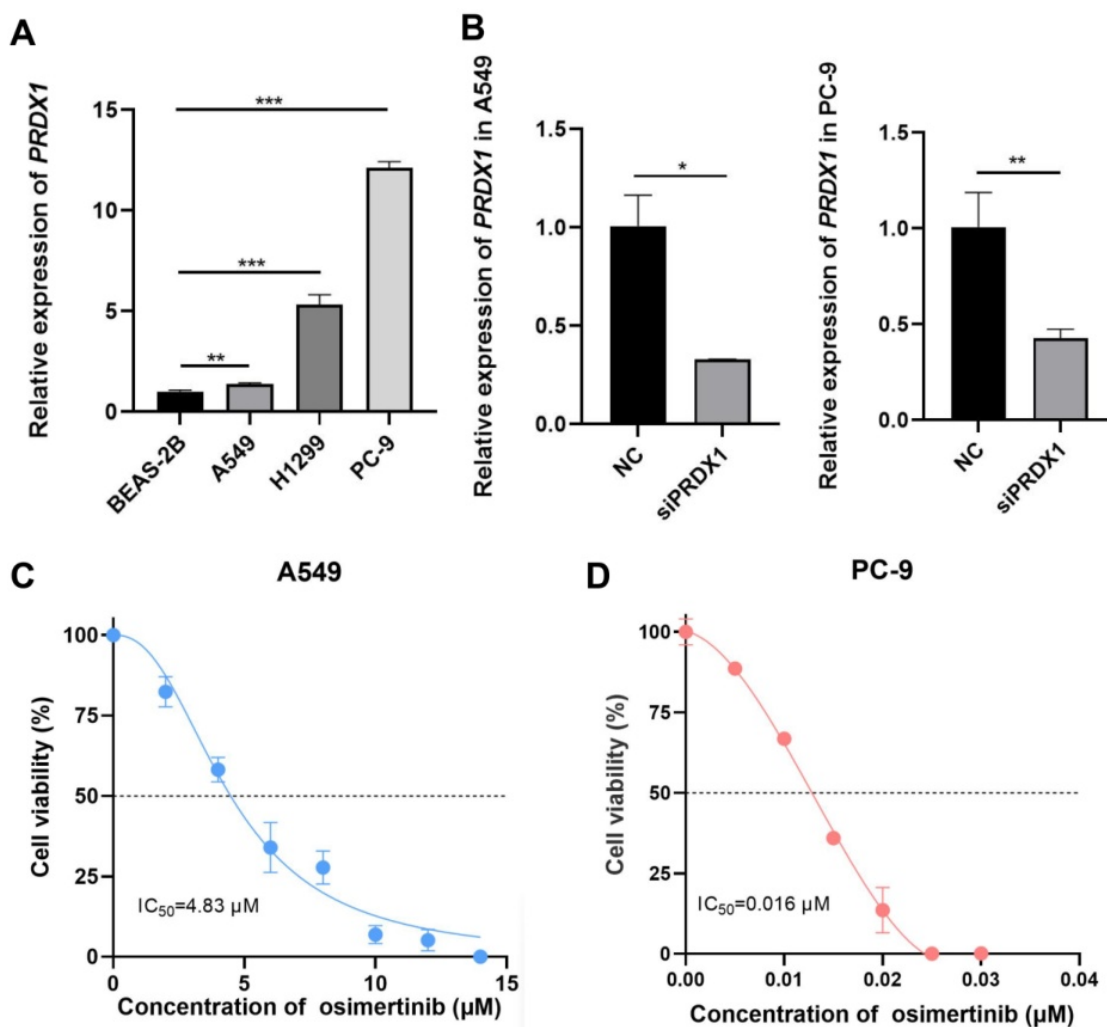 A
Relative expression of PRDX1
15
10
5
0
***
***
**
BEAS-2B
A549
H1299
PC-9
B
Relative expression of PRDX1 in A549
1.5
1.0
0.5
0.0
*
NC
siPRDX1
Relative expression of PRDX1 in PC-9
1.5
1.0
0.5
0.0
**
NC
siPRDX1
C
A549
Cell viability (%)
100
75
50
25
0
IC50=4.83 µM
0
5
10
15
Concentration of osimertinib (µM)
D
PC-9
Cell viability (%)
100
75
50
25
0
IC50=0.016 µM
0.00
0.01
0.02
0.03
0.04
Concentration of osimertinib (µM)